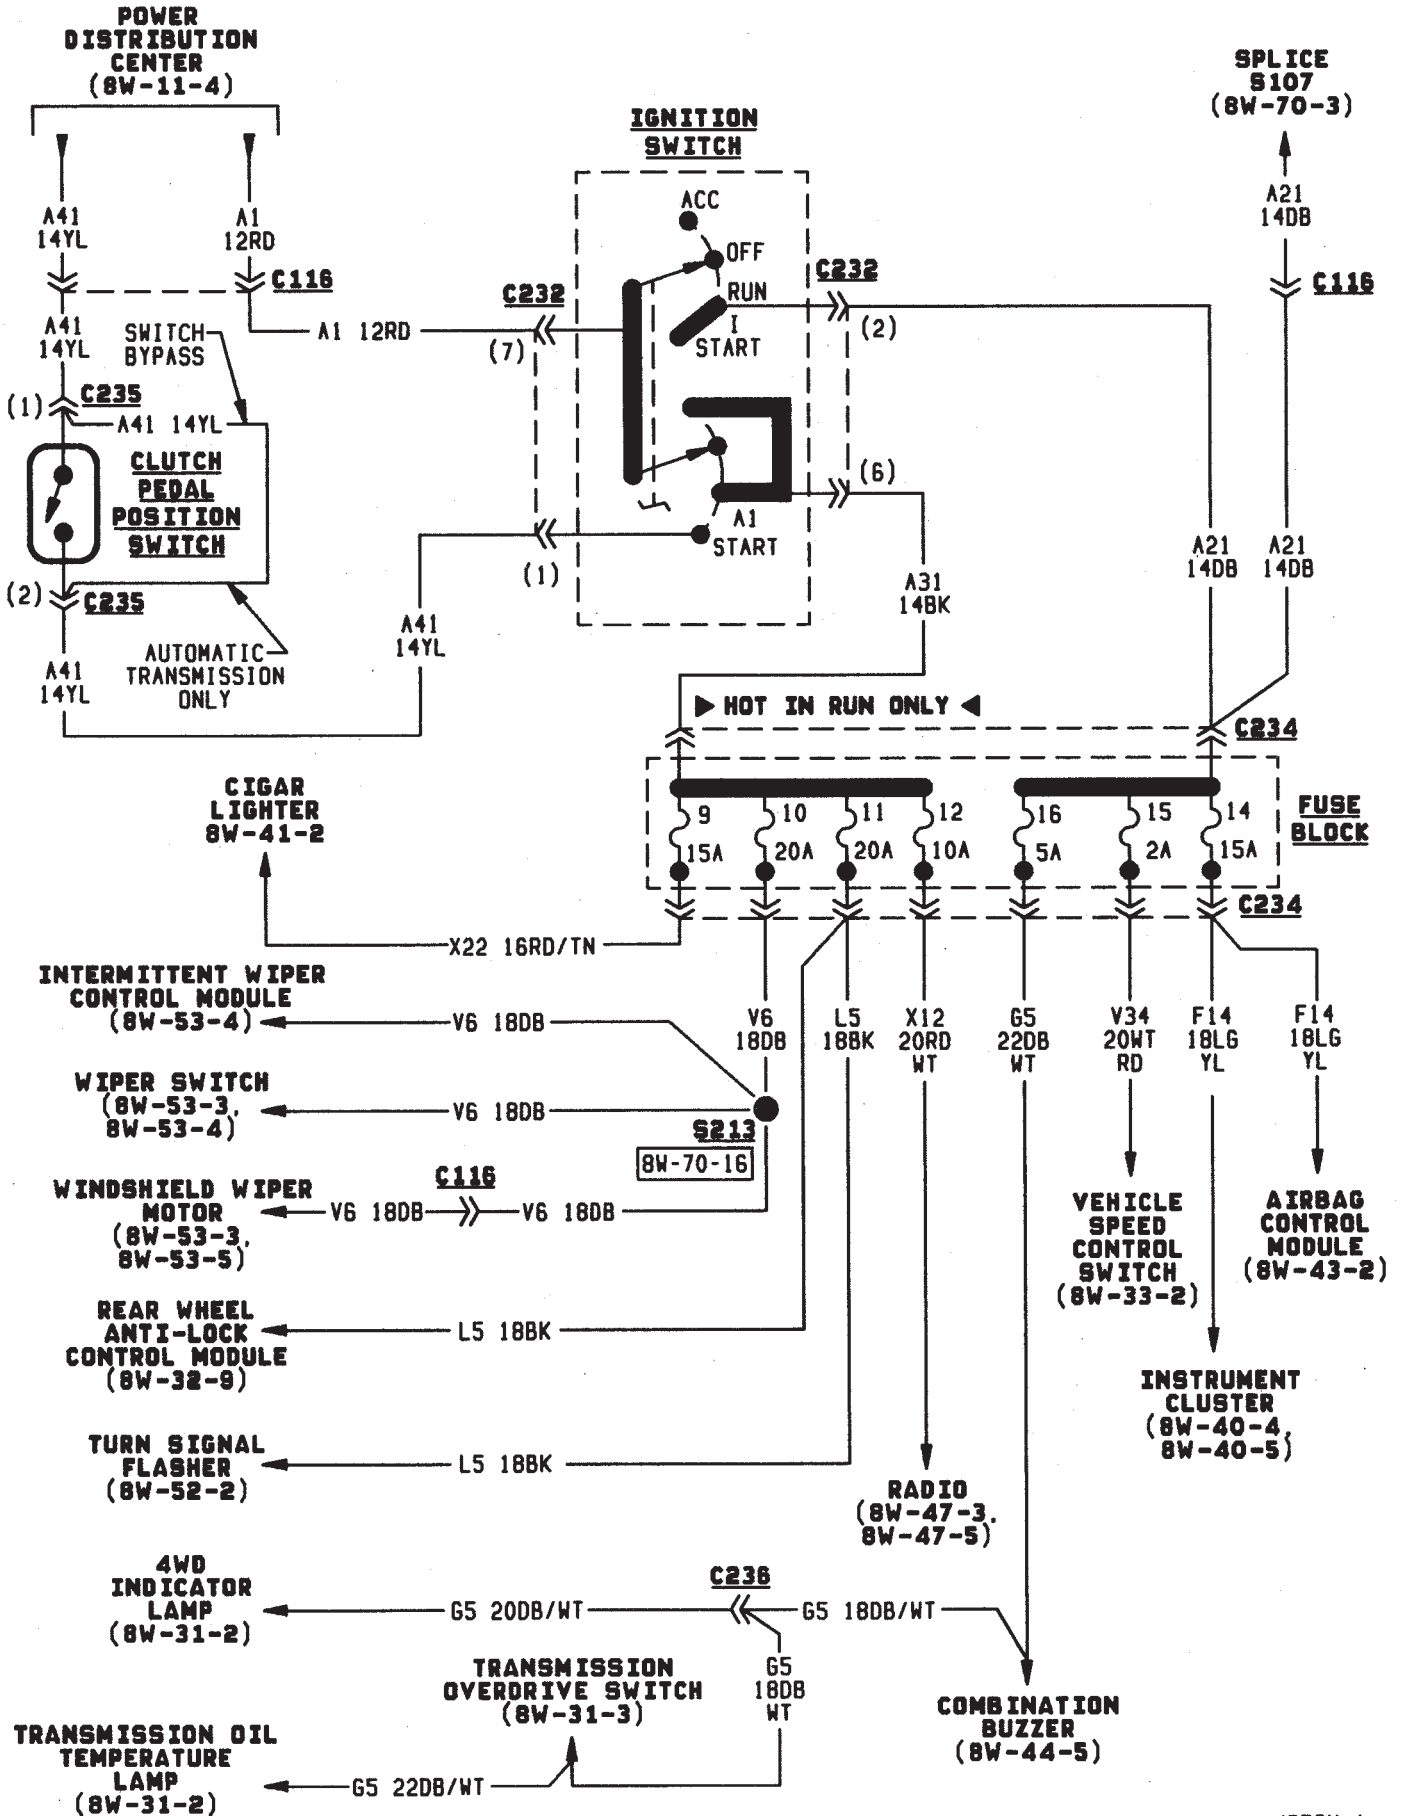 POWER
DISTRIBUTION
CENTER
(8W-11-4)
SPLICE
S107
(8W-70-3)
IGNITION
SWITCH
ACC
OFF
RUN
I
START
A41
14YL
A1
12RD
C116
A21
14DB
C116
A41
14YL
SWITCH
BYPASS
A1 12RD
C232
(7)
C232
(2)
(1)
C235
A41 14YL
CLUTCH
PEDAL
POSITION
SWITCH
(2)
C235
(6)
A1
START
(1)
A31
14BK
A21
14DB
A21
14DB
A41
14YL
AUTOMATIC
TRANSMISSION
ONLY
A41
14YL
HOT IN RUN ONLY
C234
CIGAR
LIGHTER
8W-41-2
9
15A
10
20A
11
20A
12
10A
16
5A
15
2A
14
15A
FUSE
BLOCK
C234
X22 16RD/TN
INTERMITTENT WIPER
CONTROL MODULE
(8W-53-4)
V6 18DB
V6
18DB
L5
18BK
X12
20RD
WT
G5
22DB
WT
V34
20WT
RD
F14
18LG
YL
F14
18LG
YL
WIPER SWITCH
(8W-53-3,
8W-53-4)
V6 18DB
S213
8W-70-16
WINDSHIELD WIPER
MOTOR
(8W-53-3,
8W-53-5)
V6 18DB
C116
V6 18DB
VEHICLE
SPEED
CONTROL
SWITCH
(8W-33-2)
AIRBAG
CONTROL
MODULE
(8W-43-2)
REAR WHEEL
ANTI-LOCK
CONTROL MODULE
(8W-32-9)
L5 18BK
INSTRUMENT
CLUSTER
(8W-40-4,
8W-40-5)
TURN SIGNAL
FLASHER
(8W-52-2)
L5 18BK
RADIO
(8W-47-3,
8W-47-5)
4WD
INDICATOR
LAMP
(8W-31-2)
G5 20DB/WT
C236
G5 18DB/WT
TRANSMISSION
OVERDRIVE SWITCH
(8W-31-3)
G5
18DB
WT
COMBINATION
BUZZER
(8W-44-5)
TRANSMISSION OIL
TEMPERATURE
LAMP
(8W-31-2)
G5 22DB/WT